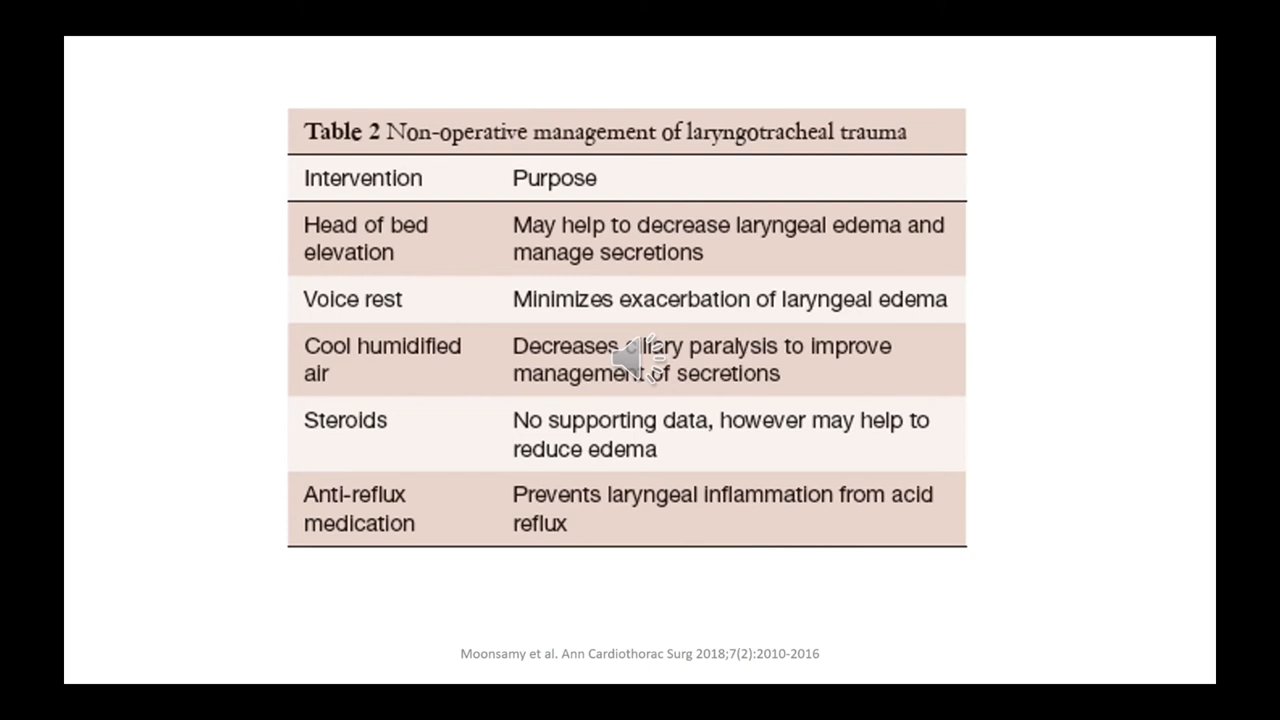 Table 2 Non-operative management of laryngotracheal trauma
Intervention Purpose
Head of bed elevation May help to decrease laryngeal edema and manage secretions
Voice rest Minimizes exacerbation of laryngeal edema
Cool humidified air Decreases ciliary paralysis to improve management of secretions
Steroids No supporting data, however may help to reduce edema
Anti-reflux medication Prevents laryngeal inflammation from acid reflux
Moonsamy et al. Ann Cardiothorac Surg 2018;7(2):2010-2016